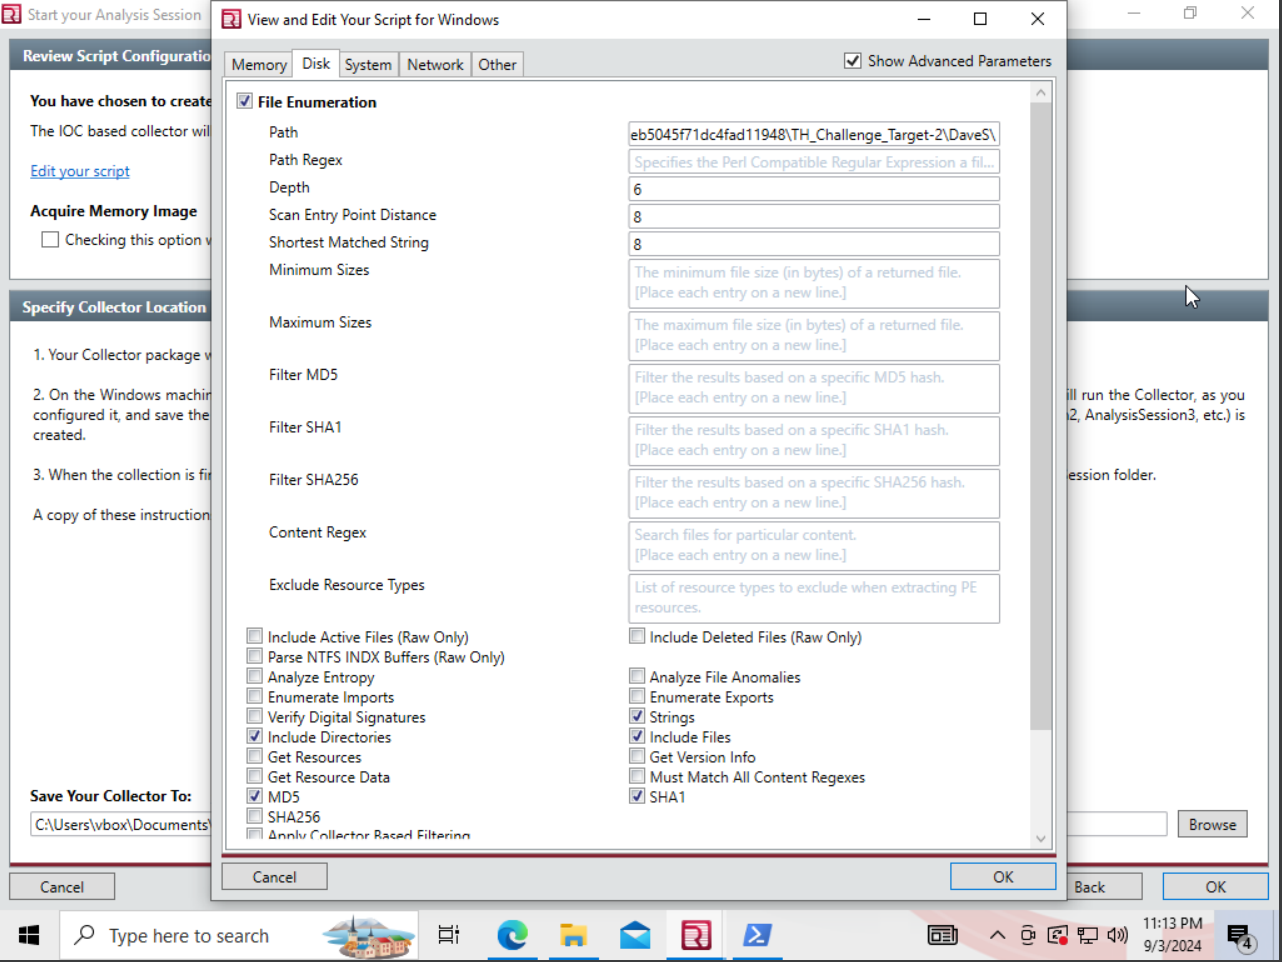 Start your Analysis Session
View and Edit Your Script for Windows
Review Script Configuratio
You have chosen to create
The IOC based collector wil
Edit your script
Acquire Memory Image
Checking this option w
Specify Collector Location
1. Your Collector package w
2. On the Windows machin
ill run the Collector, as you
configured it, and save the
n2, AnalysisSession3, etc.) is
created.
3. When the collection is fin
ession folder.
A copy of these instruction
Save Your Collector To:
C:\Users\vbox\Documents\
Browse
Cancel
Back
OK
Memory
Disk
System
Network
Other
Show Advanced Parameters
File Enumeration
Path
eb5045f71dc4fad11948\TH_Challenge_Target-2\DaveS\
Path Regex
Specifies the Perl Compatible Regular Expression a fil...
Depth
6
Scan Entry Point Distance
8
Shortest Matched String
8
Minimum Sizes
The minimum file size (in bytes) of a returned file.
[Place each entry on a new line.]
Maximum Sizes
The maximum file size (in bytes) of a returned file.
[Place each entry on a new line.]
Filter MD5
Filter the results based on a specific MD5 hash.
[Place each entry on a new line.]
Filter SHA1
Filter the results based on a specific SHA1 hash.
[Place each entry on a new line.]
Filter SHA256
Filter the results based on a specific SHA256 hash.
[Place each entry on a new line.]
Content Regex
Search files for particular content.
[Place each entry on a new line.]
Exclude Resource Types
List of resource types to exclude when extracting PE
resources.
Include Active Files (Raw Only)
Include Deleted Files (Raw Only)
Parse NTFS INDX Buffers (Raw Only)
Analyze Entropy
Analyze File Anomalies
Enumerate Imports
Enumerate Exports
Verify Digital Signatures
Strings
Include Directories
Include Files
Get Resources
Get Version Info
Get Resource Data
Must Match All Content Regexes
MD5
SHA1
SHA256
Apply Collector Based Filtering
Cancel
OK
Type here to search
11:13 PM
9/3/2024
4